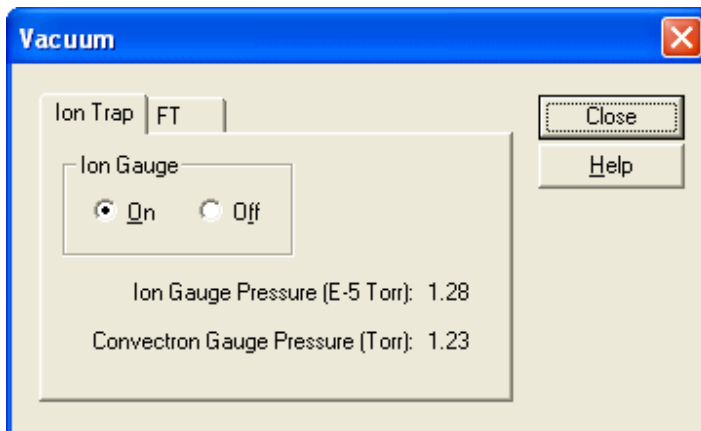 Vacuum
Ion Trap FT
Close
Help
Ion Gauge
On Off
Ion Gauge Pressure (E-5 Torr): 1.28
Convectron Gauge Pressure (Torr): 1.23